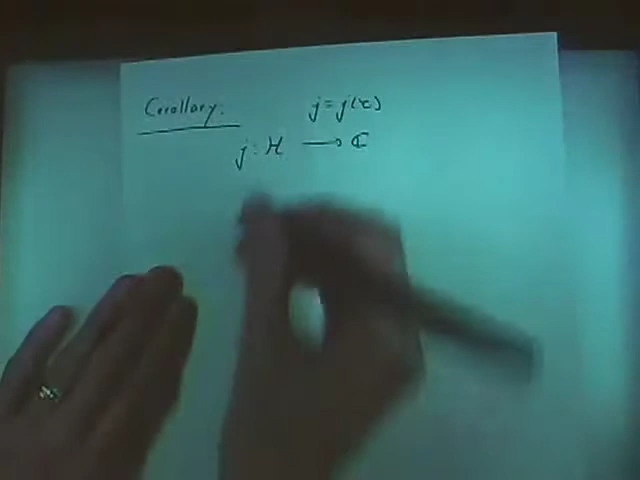 Corollary: j = j(τ)
j : H → ℂ